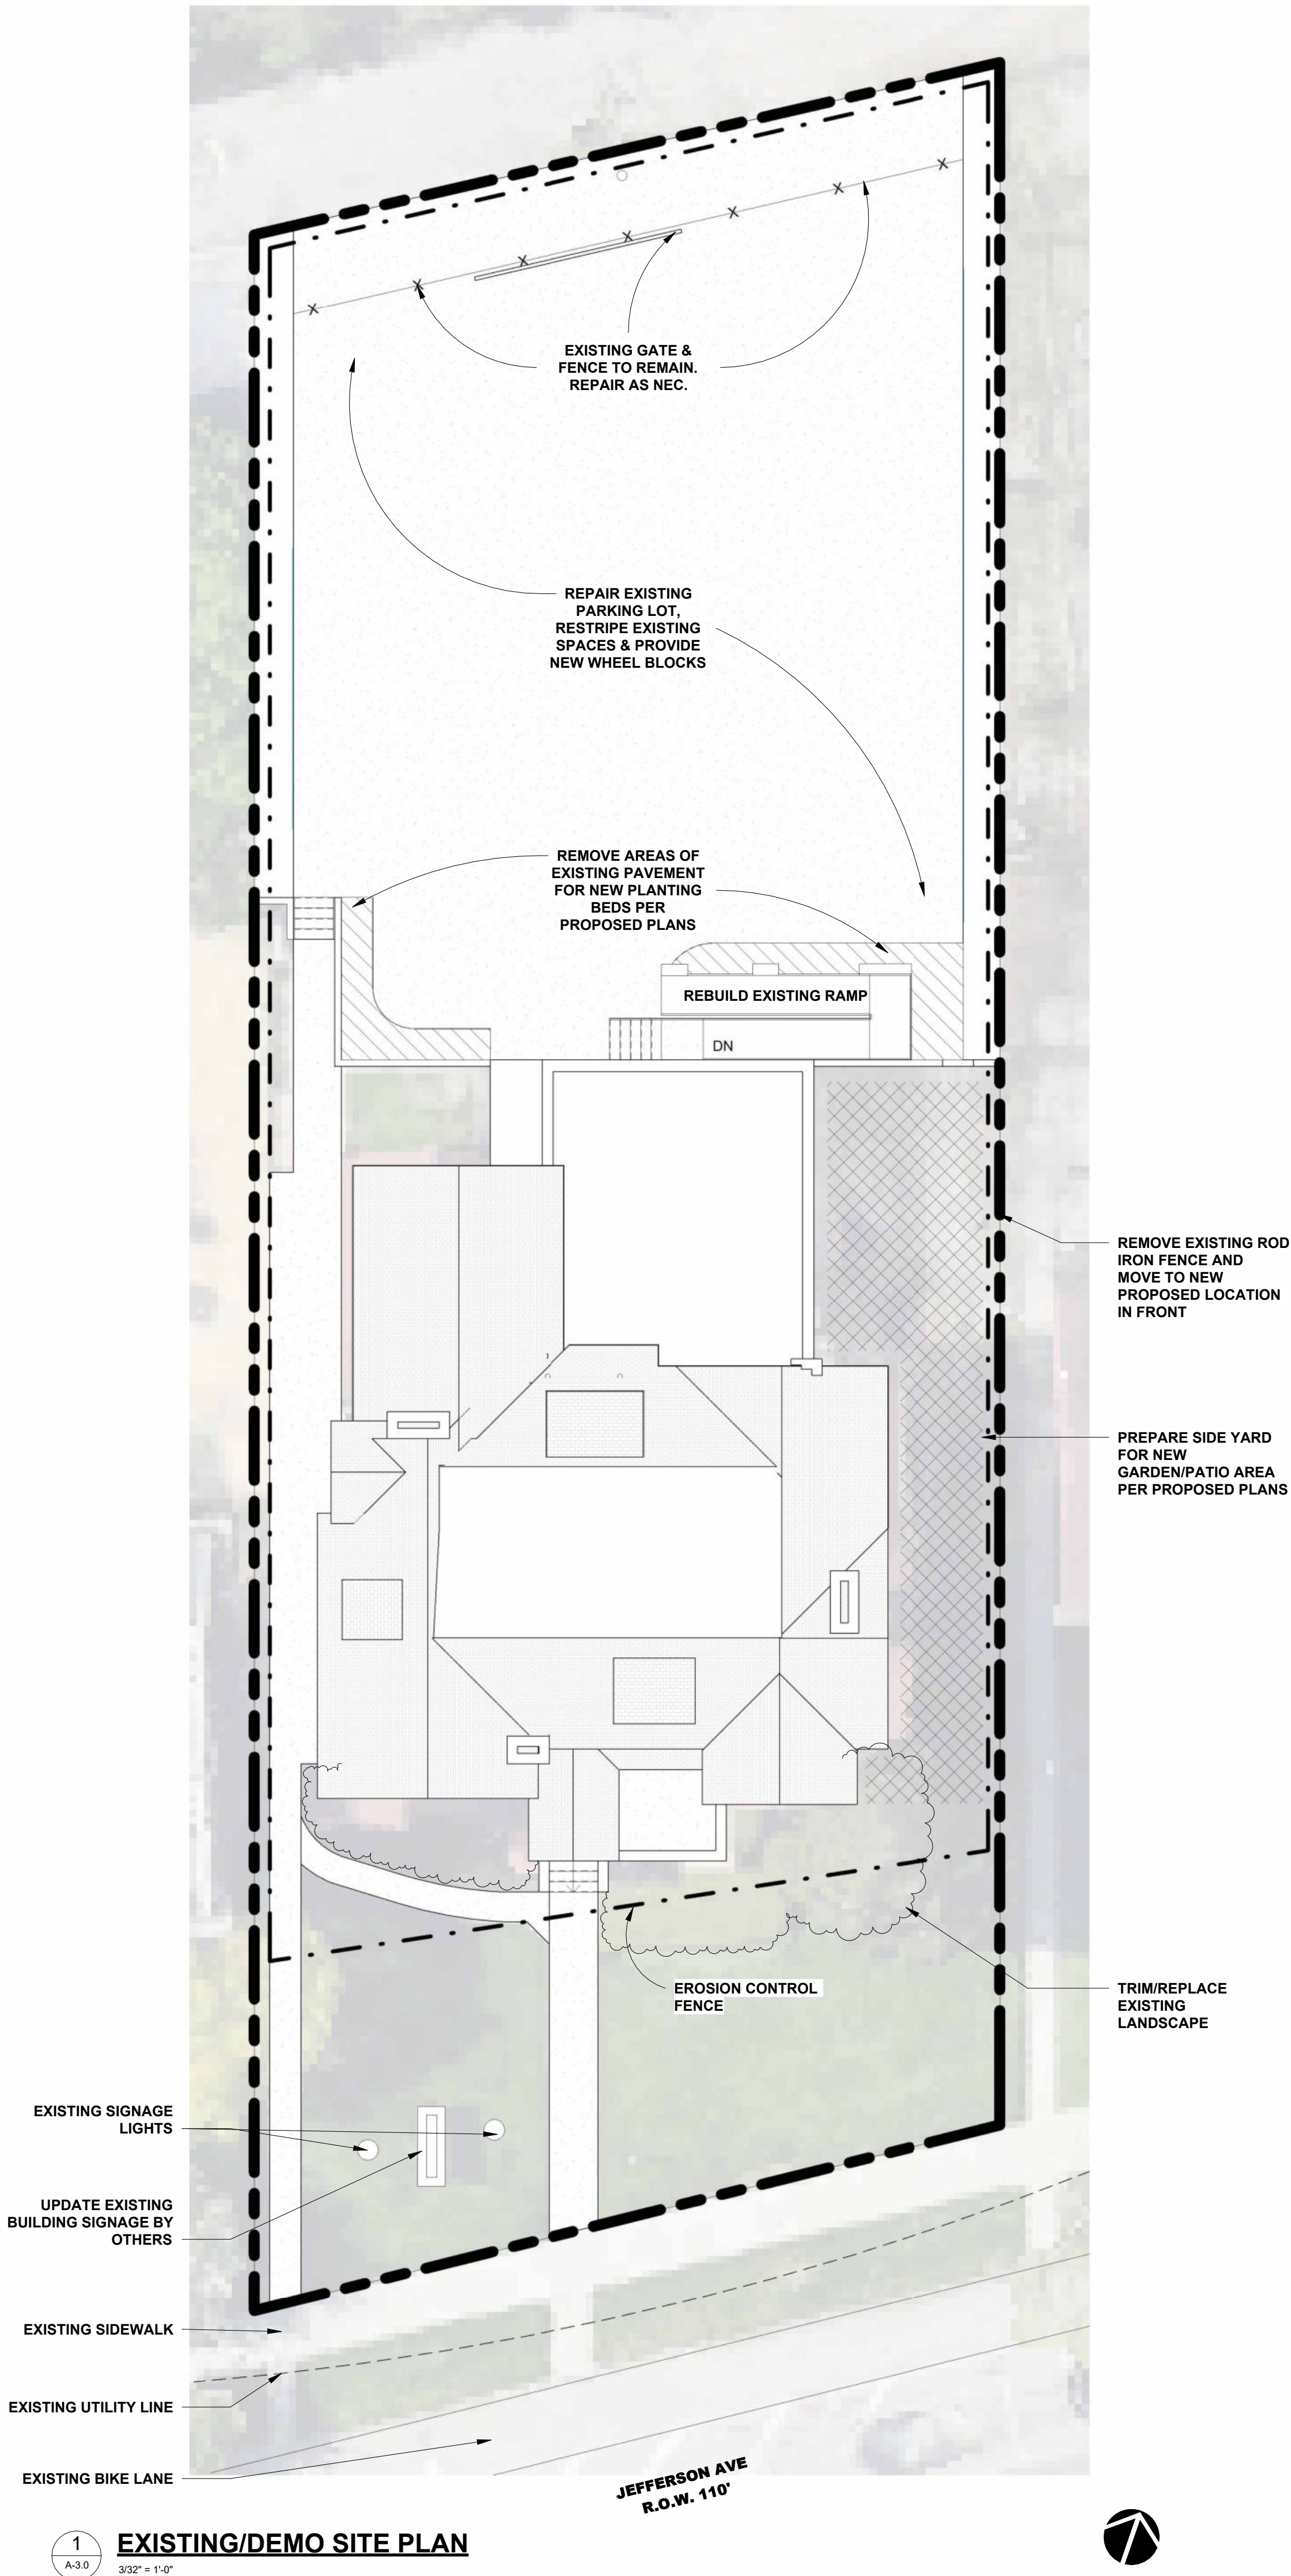 EXISTING GATE &
FENCE TO REMAIN.
REPAIR AS NEC.
REPAIR EXISTING
PARKING LOT,
RESTRIPE EXISTING
SPACES & PROVIDE
NEW WHEEL BLOCKS
REMOVE AREAS OF
EXISTING PAVEMENT
FOR NEW PLANTING
BEDS PER
PROPOSED PLANS
REBUILD EXISTING RAMP
DN
REMOVE EXISTING ROD
IRON FENCE AND
MOVE TO NEW
PROPOSED LOCATION
IN FRONT
PREPARE SIDE YARD
FOR NEW
GARDEN/PATIO AREA
PER PROPOSED PLANS
EROSION CONTROL
FENCE
TRIM/REPLACE
EXISTING
LANDSCAPE
EXISTING SIGNAGE
LIGHTS
UPDATE EXISTING
BUILDING SIGNAGE BY
OTHERS
EXISTING SIDEWALK
EXISTING UTILITY LINE
EXISTING BIKE LANE
JEFFERSON AVE
R.O.W. 110'
1
A-3.0
EXISTING/DEMO SITE PLAN
3/32" = 1'-0"